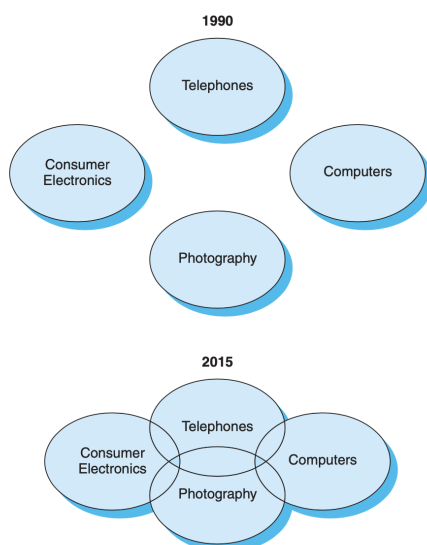 1990
Telephones
Consumer
Electronics
Computers
Photography
2015
Telephones
Consumer
Electronics
Computers
Photography